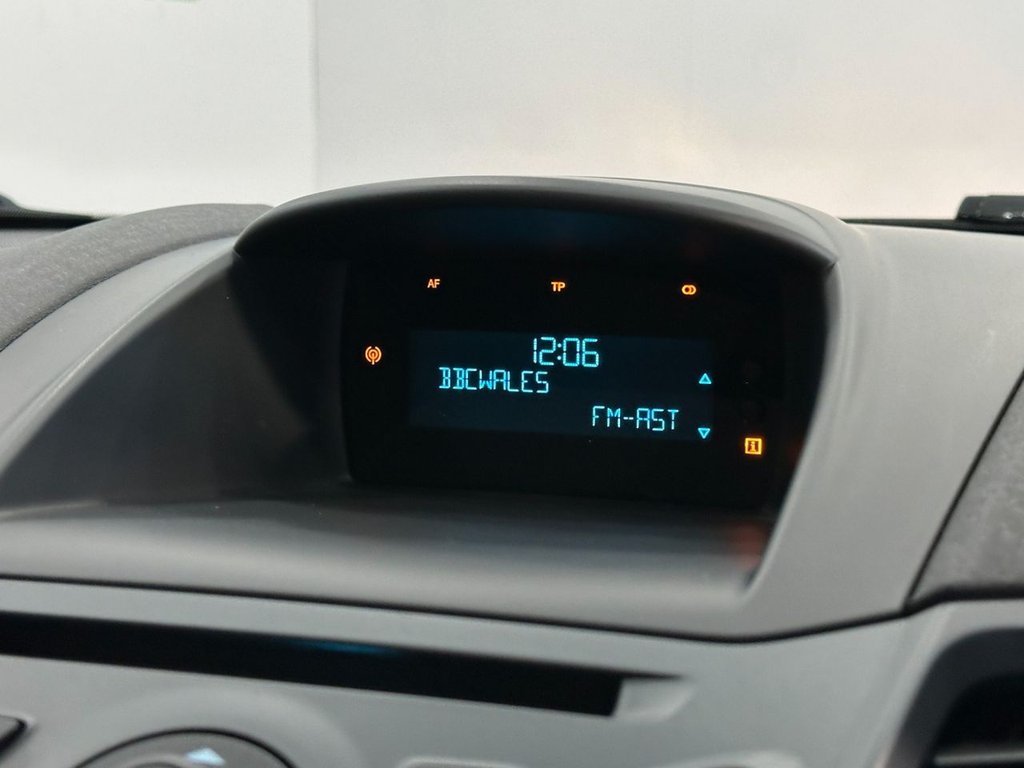 AF TP
12:06
BBCWALES
FM-AST
i